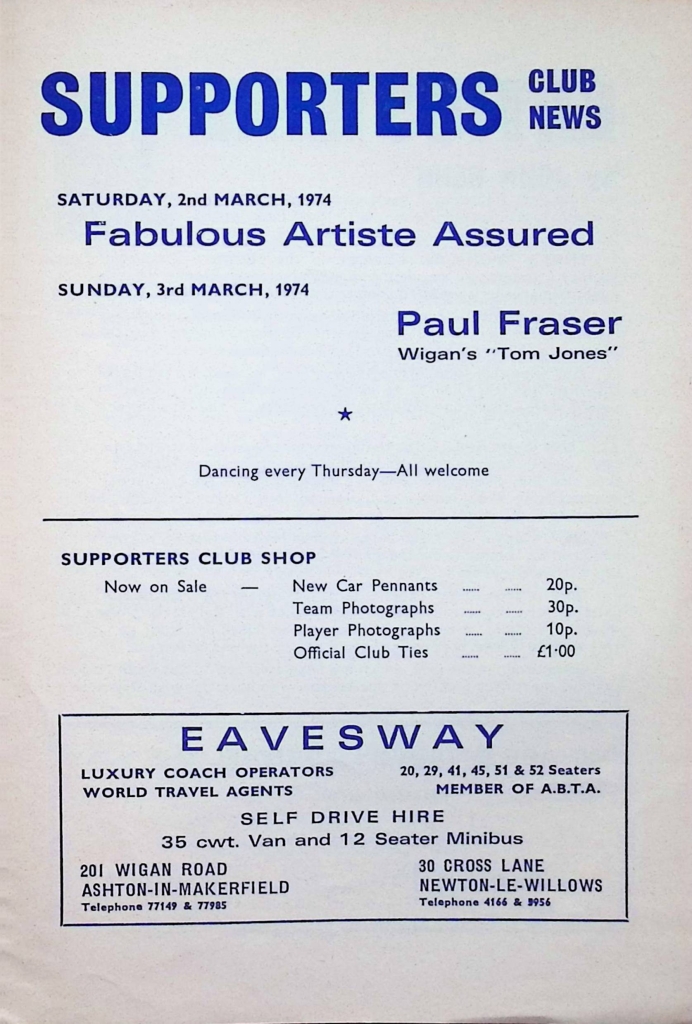 SUPPORTERS CLUB NEWS
SATURDAY, 2nd MARCH, 1974
Fabulous Artiste Assured
SUNDAY, 3rd MARCH, 1974
Paul Fraser
Wigan's "Tom Jones"
★
Dancing every Thursday—All welcome
SUPPORTERS CLUB SHOP
Now on Sale — New Car Pennants ...... ...... 20p.
Team Photographs ...... ...... 30p.
Player Photographs ...... ...... 10p.
Official Club Ties ...... ...... £1·00
EAVESWAY
LUXURY COACH OPERATORS 20, 29, 41, 45, 51 & 52 Seaters
WORLD TRAVEL AGENTS MEMBER OF A.B.T.A.
SELF DRIVE HIRE
35 cwt. Van and 12 Seater Minibus
201 WIGAN ROAD
ASHTON-IN-MAKERFIELD
Telephone 77149 & 77985
30 CROSS LANE
NEWTON-LE-WILLOWS
Telephone 4166 & 5956